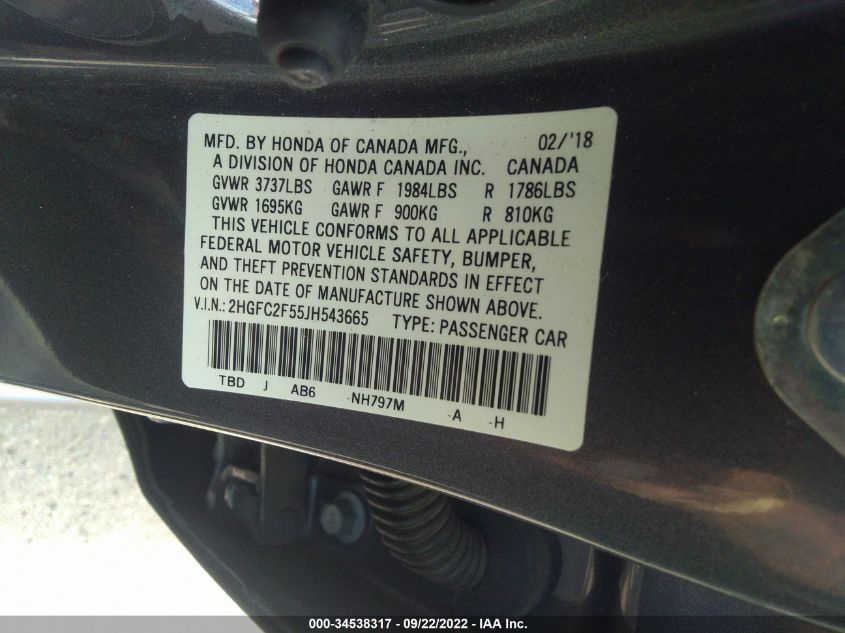 MFD. BY HONDA OF CANADA MFG., 02/'18
A DIVISION OF HONDA CANADA INC. CANADA
GVWR 3737LBS GAWR F 1984LBS R 1786LBS
GVWR 1695KG GAWR F 900KG R 810KG
THIS VEHICLE CONFORMS TO ALL APPLICABLE
FEDERAL MOTOR VEHICLE SAFETY, BUMPER,
AND THEFT PREVENTION STANDARDS IN EFFECT
ON THE DATE OF MANUFACTURE SHOWN ABOVE.
V.I.N.: 2HGFC2F55JH543665 TYPE: PASSENGER CAR
TBD J AB6 -NH797M -A -H
000-34538317 - 09/22/2022 - IAA Inc.